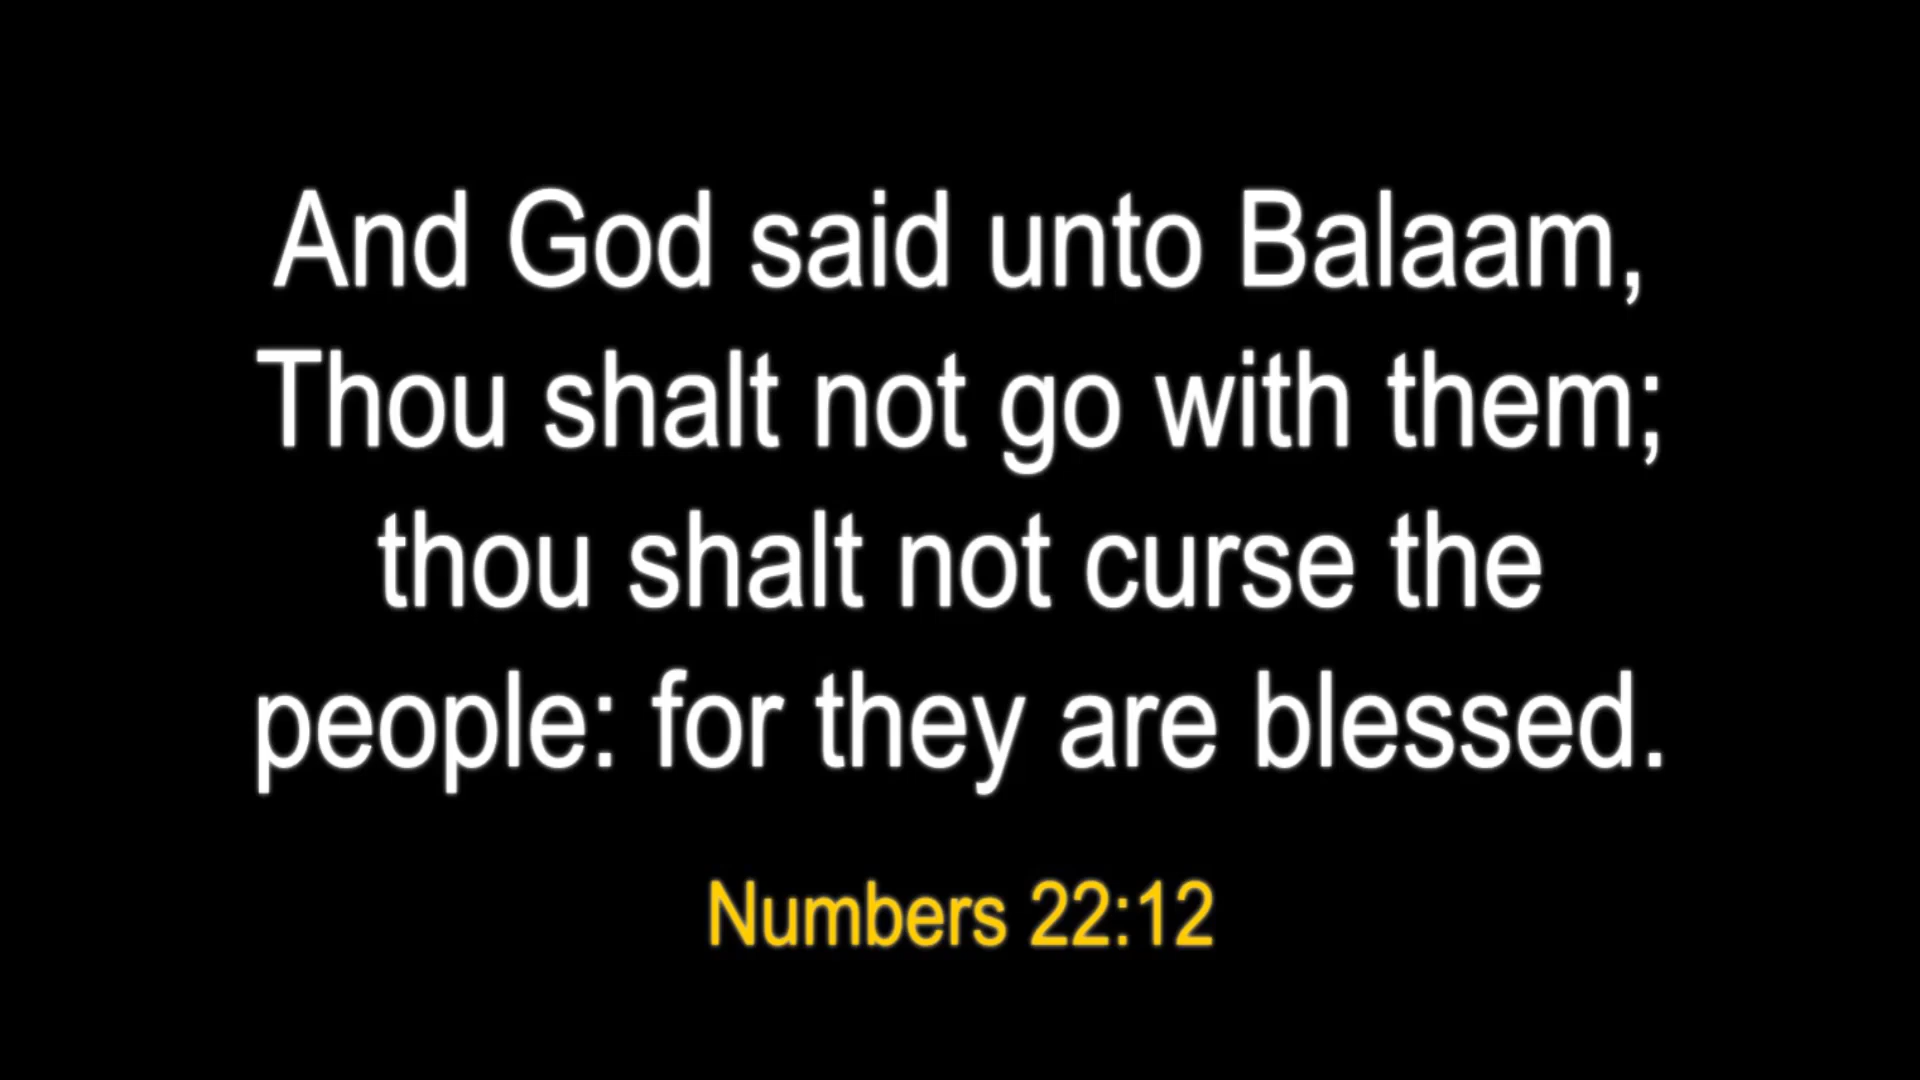 And God said unto Balaam,
Thou shalt not go with them;
thou shalt not curse the
people: for they are blessed.
Numbers 22:12